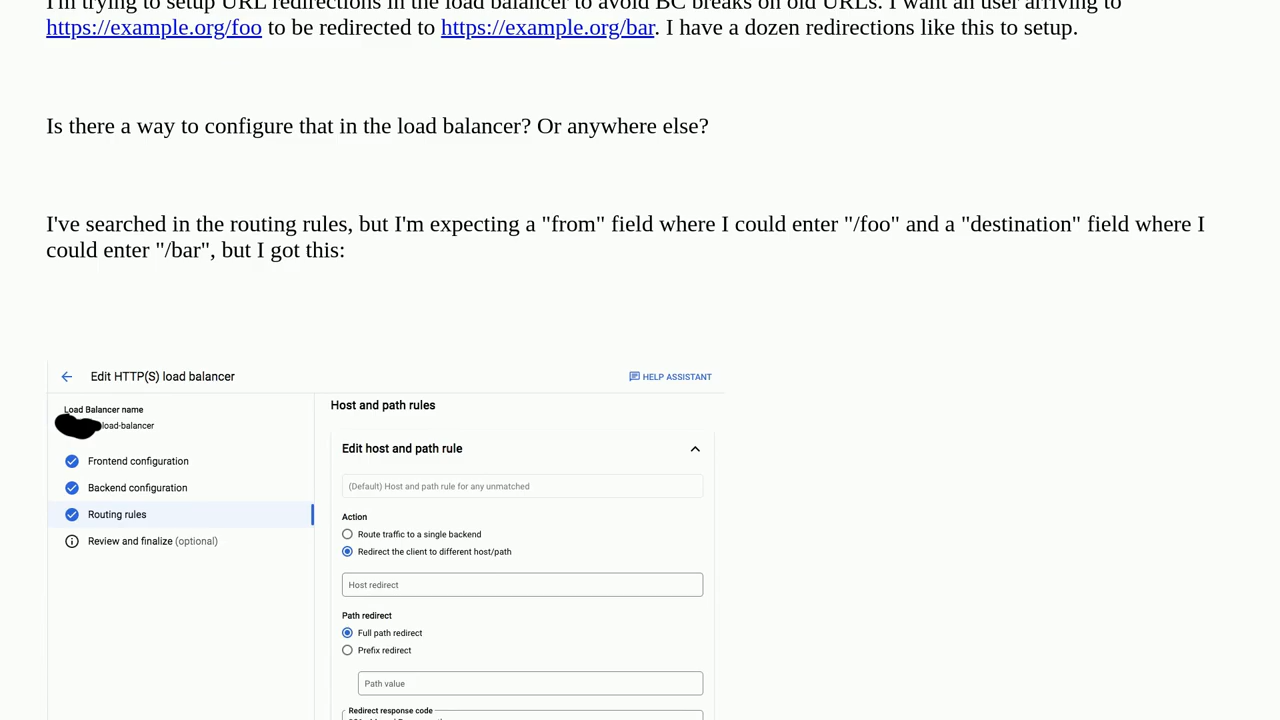 I'm trying to setup URL redirections in the load balancer to avoid BC breaks on old URLs. I want an user arriving to
https://example.org/foo to be redirected to https://example.org/bar. I have a dozen redirections like this to setup.
Is there a way to configure that in the load balancer? Or anywhere else?
I've searched in the routing rules, but I'm expecting a "from" field where I could enter "/foo" and a "destination" field where I
could enter "/bar", but I got this:
Edit HTTP(S) load balancer
HELP ASSISTANT
Load Balancer name
load-balancer
Frontend configuration
Backend configuration
Routing rules
Review and finalize (optional)
Host and path rules
Edit host and path rule
(Default) Host and path rule for any unmatched
Action
Route traffic to a single backend
Redirect the client to different host/path
Host redirect
Path redirect
Full path redirect
Prefix redirect
Path value
Redirect response code